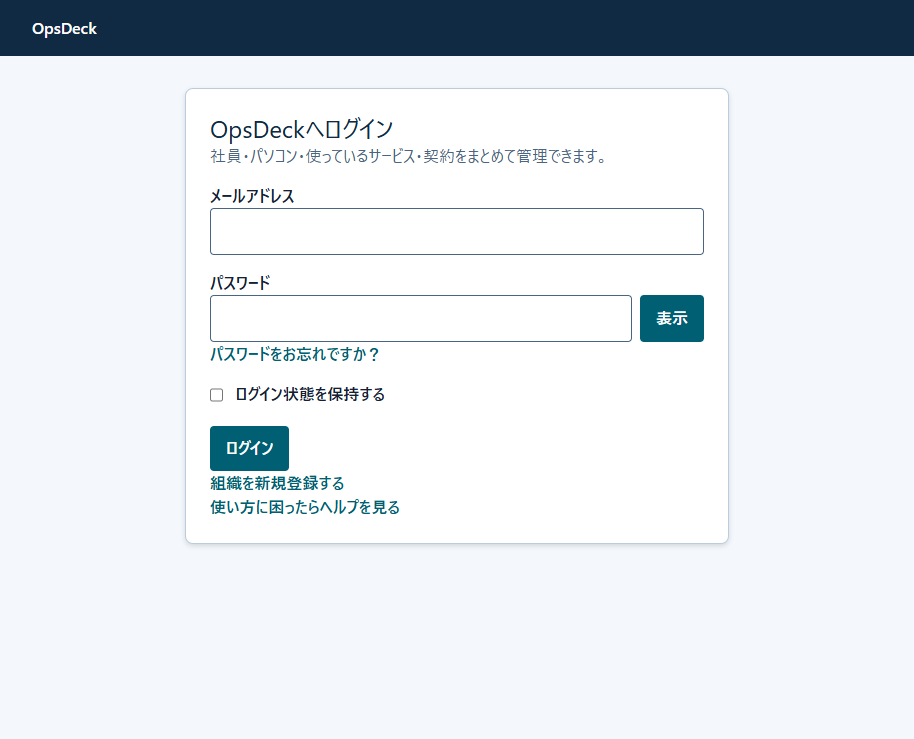 OpsDeck
OpsDeckへログイン
社員・パソコン・使っているサービス・契約をまとめて管理できます。
メールアドレス
パスワード
表示
パスワードをお忘れですか？
ログイン状態を保持する
ログイン
組織を新規登録する
使い方に困ったらヘルプを見る